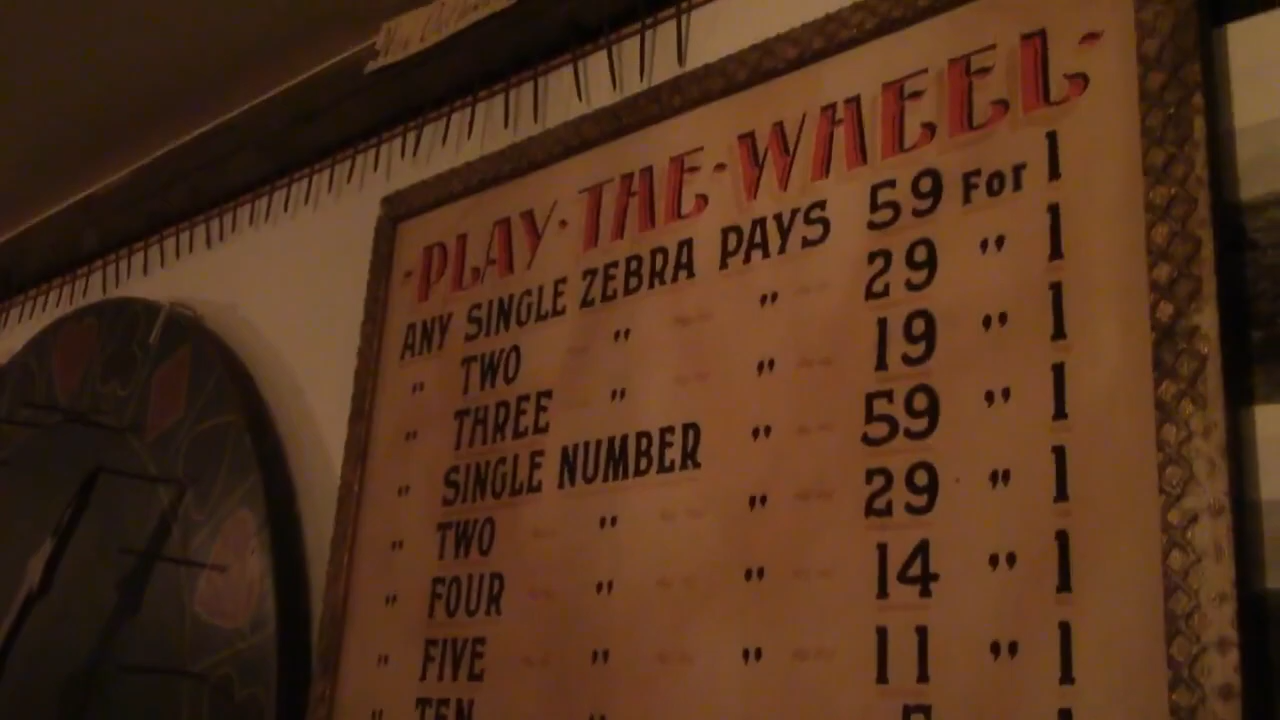 -PLAY·THE·WHEEL-
ANY SINGLE ZEBRA PAYS 59 For 1
" TWO " " 29 " 1
" THREE " " 19 " 1
" SINGLE NUMBER " 59 " 1
" TWO " " 29 " 1
" FOUR " " 14 " 1
" FIVE " " 11 " 1
" TEN "